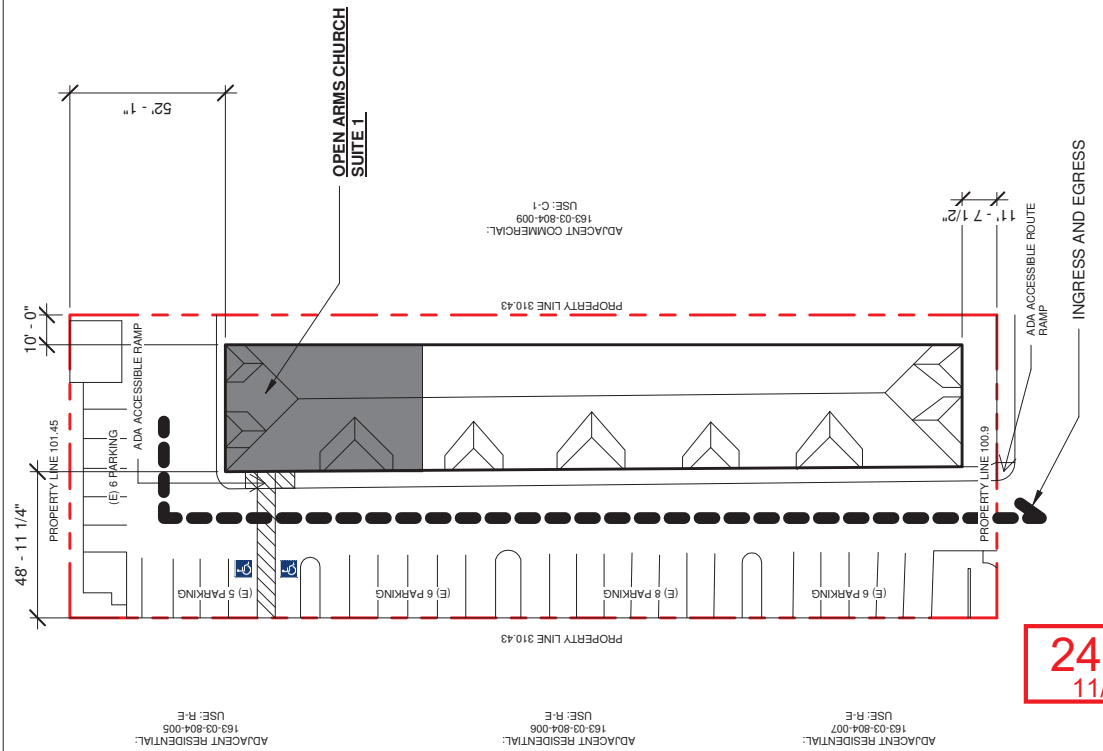 OPEN ARMS CHURCH
SUITE 1
52' - 1"
10' - 0"
48' - 11 1/4"
PROPERTY LINE 101.45
(E) 6 PARKING
ADA ACCESSIBLE RAMP
ADJACENT COMMERCIAL:
163-03-804-009
USE: C-1
PROPERTY LINE 310.43
11' - 7 1/2"
ADA ACCESSIBLE ROUTE
RAMP
INGRESS AND EGRESS
PROPERTY LINE 100.9
(E) 5 PARKING
(E) 6 PARKING
(E) 8 PARKING
(E) 6 PARKING
PROPERTY LINE 310.43
ADJACENT RESIDENTIAL:
163-03-804-005
USE: R-E
ADJACENT RESIDENTIAL:
163-03-804-006
USE: R-E
ADJACENT RESIDENTIAL:
163-03-804-007
USE: R-E
24
11/